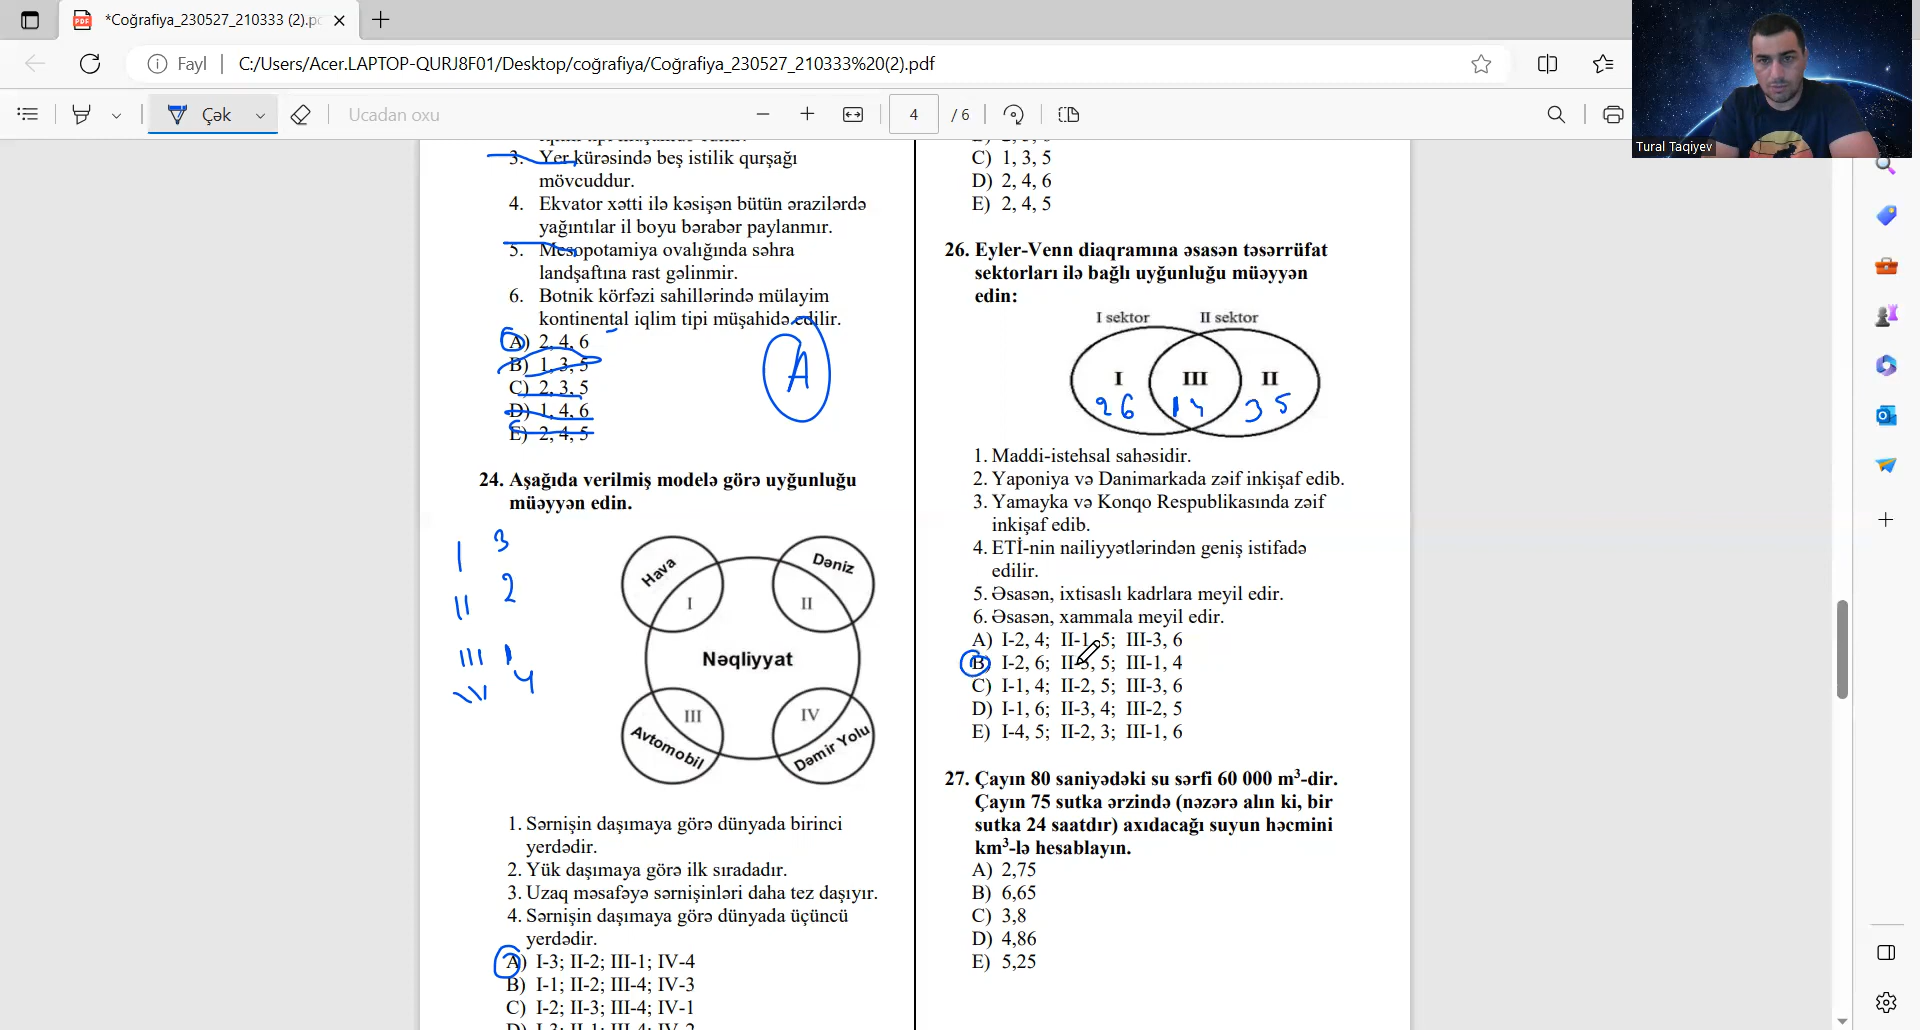 *Coğrafiya_230527_210333 (2).pdf
Fayl
C:/Users/Acer.LAPTOP-QURJ8F01/Desktop/coğrafiya/Coğrafiya_230527_210333%20(2).pdf
Çək
Ucadan oxu
4 / 6
Tural Taqiyev
3. Yer kürəsində beş istilik qurşağı
mövcuddur.
4. Ekvator xətti ilə kəsişən bütün ərazilərdə
yağıntılar il boyu bərabər paylanmır.
5. Mesopotamiya ovalığında səhra
landşaftına rast gəlinmir.
6. Botnik körfəzi sahillərində mülayim
kontinental iqlim tipi müşahidə edilir.
A) 2, 4, 6
B) 1, 3, 5
C) 2, 3, 5
D) 1, 4, 6
E) 2, 4, 5
A
24. Aşağıda verilmiş modelə görə uyğunluğu
müəyyən edin.
I 3
II 2
III 1
IV 4
Hava
Dəniz
I
II
Nəqliyyat
III
IV
Avtomobil
Dəmir Yolu
1. Sərnişin daşımaya görə dünyada birinci
yerdədir.
2. Yük daşımaya görə ilk sıradadır.
3. Uzaq məsafəyə sərnişinləri daha tez daşıyır.
4. Sərnişin daşımaya görə dünyada üçüncü
yerdədir.
A) I-3; II-2; III-1; IV-4
B) I-1; II-2; III-4; IV-3
C) I-2; II-3; III-4; IV-1
D) I-3; II-1; III-4; IV-2
C) 1, 3, 5
D) 2, 4, 6
E) 2, 4, 5
26. Eyler-Venn diaqramına əsasən təsərrüfat
sektorları ilə bağlı uyğunluğu müəyyən
edin:
I sektor II sektor
I III II
26 14 35
1. Maddi-istehsal sahəsidir.
2. Yaponiya və Danimarkada zəif inkişaf edib.
3. Yamayka və Konqo Respublikasında zəif
inkişaf edib.
4. ETİ-nin nailiyyətlərindən geniş istifadə
edilir.
5. Əsasən, ixtisaslı kadrlara meyil edir.
6. Əsasən, xammala meyil edir.
A) I-2, 4; II-1, 5; III-3, 6
B) I-2, 6; II-3, 5; III-1, 4
C) I-1, 4; II-2, 5; III-3, 6
D) I-1, 6; II-3, 4; III-2, 5
E) I-4, 5; II-2, 3; III-1, 6
27. Çayın 80 saniyədəki su sərfi 60 000 m³-dir.
Çayın 75 sutka ərzində (nəzərə alın ki, bir
sutka 24 saatdır) axıdacağı suyun həcmini
km³-lə hesablayın.
A) 2,75
B) 6,65
C) 3,8
D) 4,86
E) 5,25